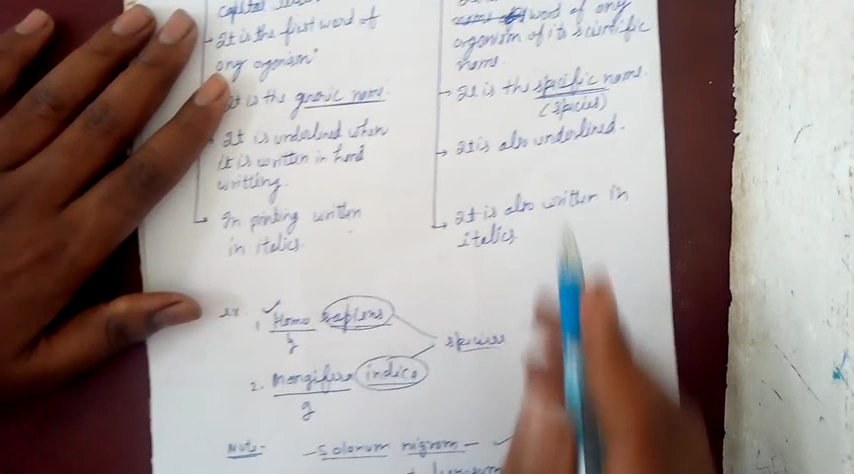 capital
→ It is the first word of
any oganism
It is the generic name.
It is underlined when
it is written in hand
writting.
→ In printing written
in italics.
word of any
organism of its scientific
name.
→ It is the specific name.
(species)
→ It is also underlined.
→ It is also written in
italics
ex. 1. Homo sapiens
g
species
2. Mangifera indica
g
Note - - Solanum nigrum -